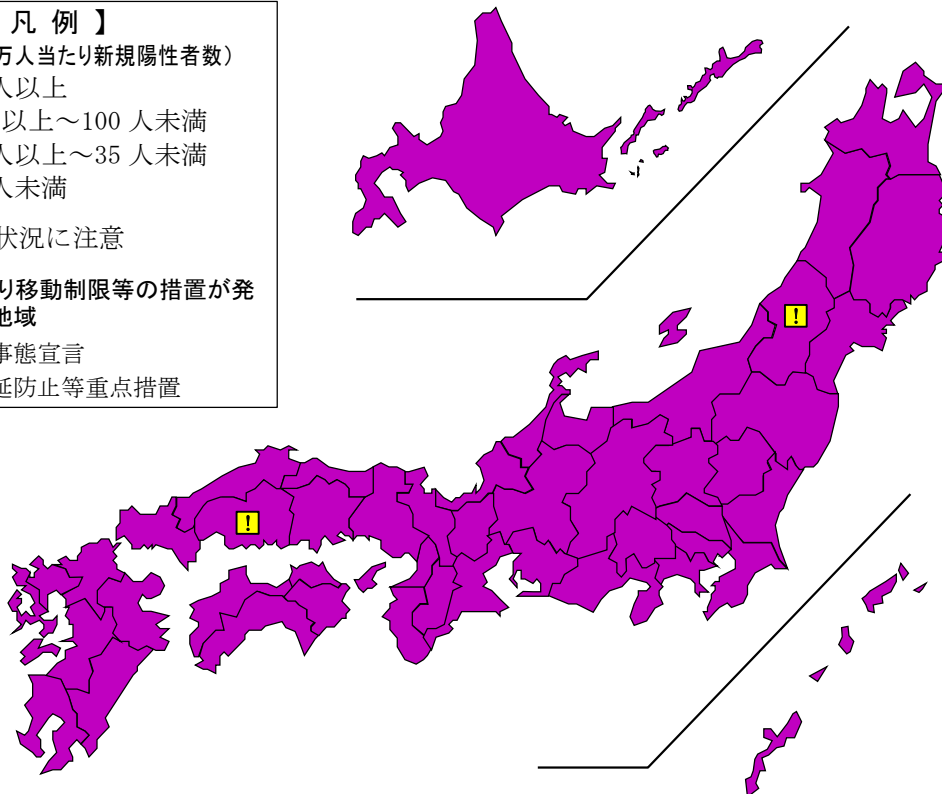 凡 例 】
万人当たり新規陽性者数）
人以上
以上～100 人未満
人以上～35 人未満
人未満
状況に注意
り移動制限等の措置が発
地域
事態宣言
延防止等重点措置
!
!